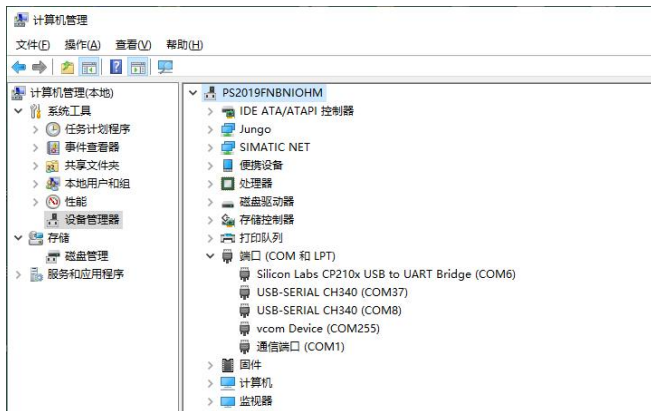 计算机管理
文件(F) 操作(A) 查看(V) 帮助(H)
计算机管理(本地)
系统工具
任务计划程序
事件查看器
共享文件夹
本地用户和组
性能
设备管理器
存储
磁盘管理
服务和应用程序
PS2019FNBNIOHM
IDE ATA/ATAPI 控制器
Jungo
SIMATIC NET
便携设备
处理器
磁盘驱动器
存储控制器
打印队列
端口 (COM 和 LPT)
Silicon Labs CP210x USB to UART Bridge (COM6)
USB-SERIAL CH340 (COM37)
USB-SERIAL CH340 (COM8)
vcom Device (COM255)
通信端口 (COM1)
固件
计算机
监视器